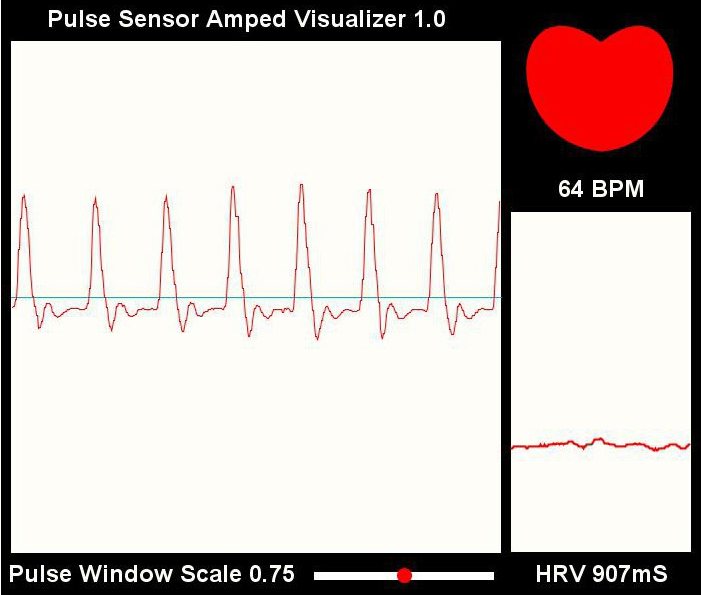 Pulse Sensor Amped Visualizer 1.0
64 BPM
Pulse Window Scale 0.75
HRV 907mS